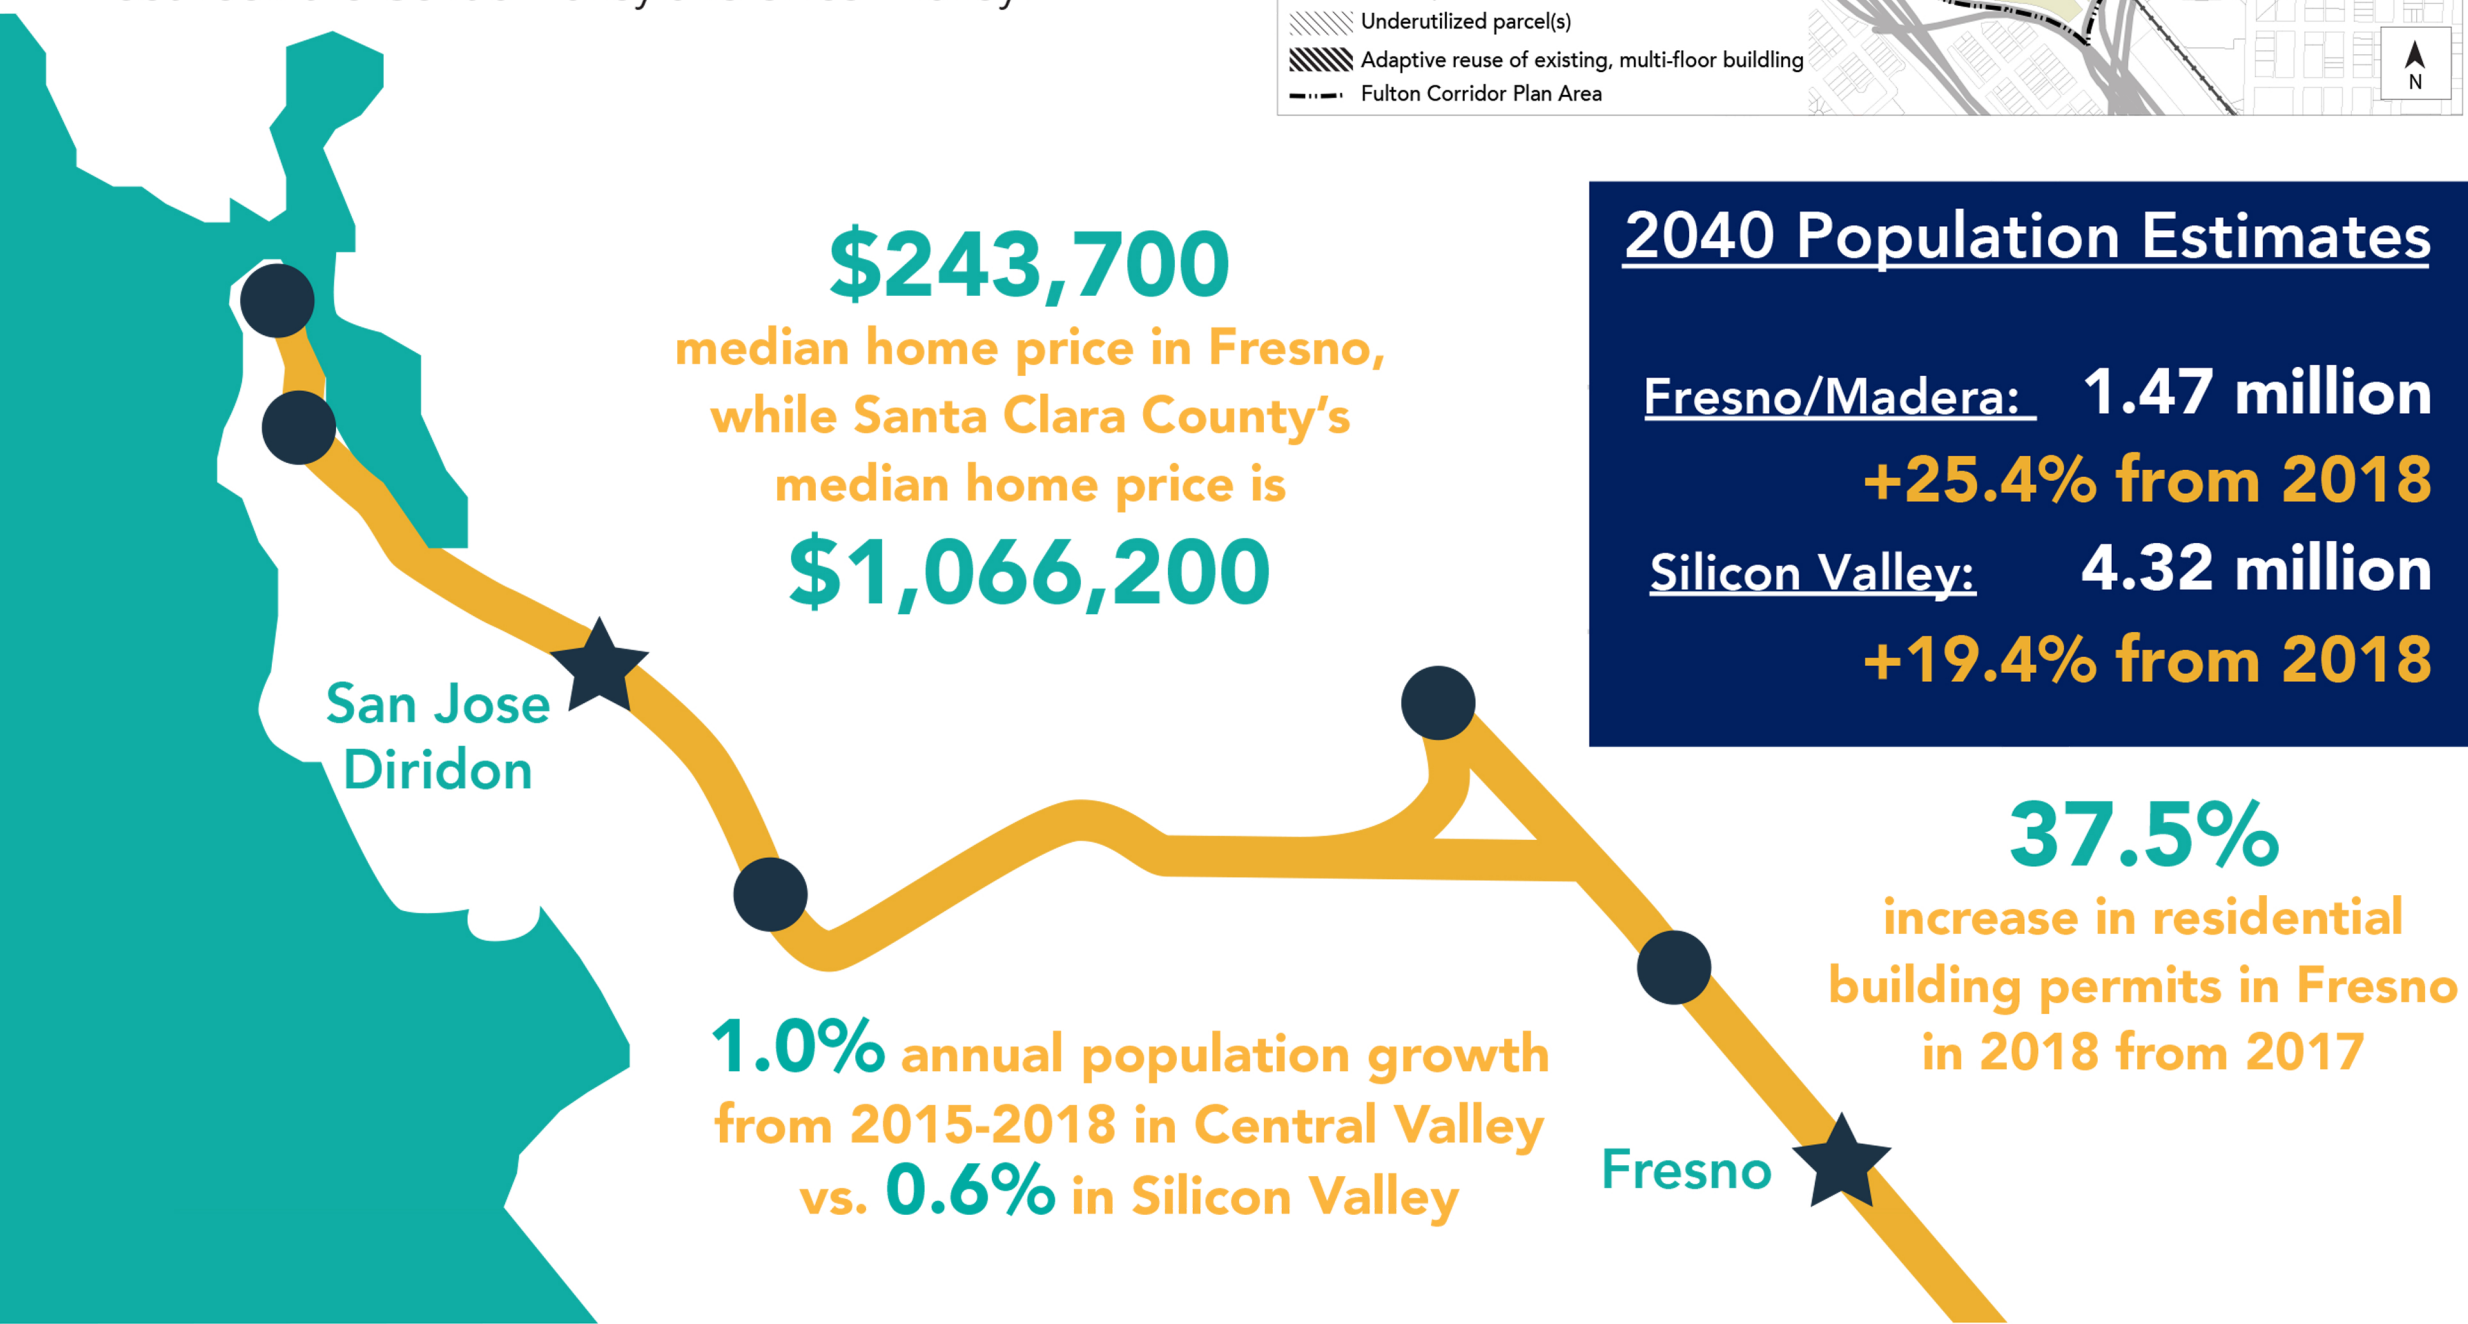 Underutilized parcel(s)
Adaptive reuse of existing, multi-floor buildling
Fulton Corridor Plan Area
N
$243,700
median home price in Fresno,
while Santa Clara County's
median home price is
$1,066,200
2040 Population Estimates
Fresno/Madera: 1.47 million
+25.4% from 2018
Silicon Valley: 4.32 million
+19.4% from 2018
San Jose
Diridon
37.5%
increase in residential
building permits in Fresno
in 2018 from 2017
1.0% annual population growth
from 2015-2018 in Central Valley
vs. 0.6% in Silicon Valley
Fresno